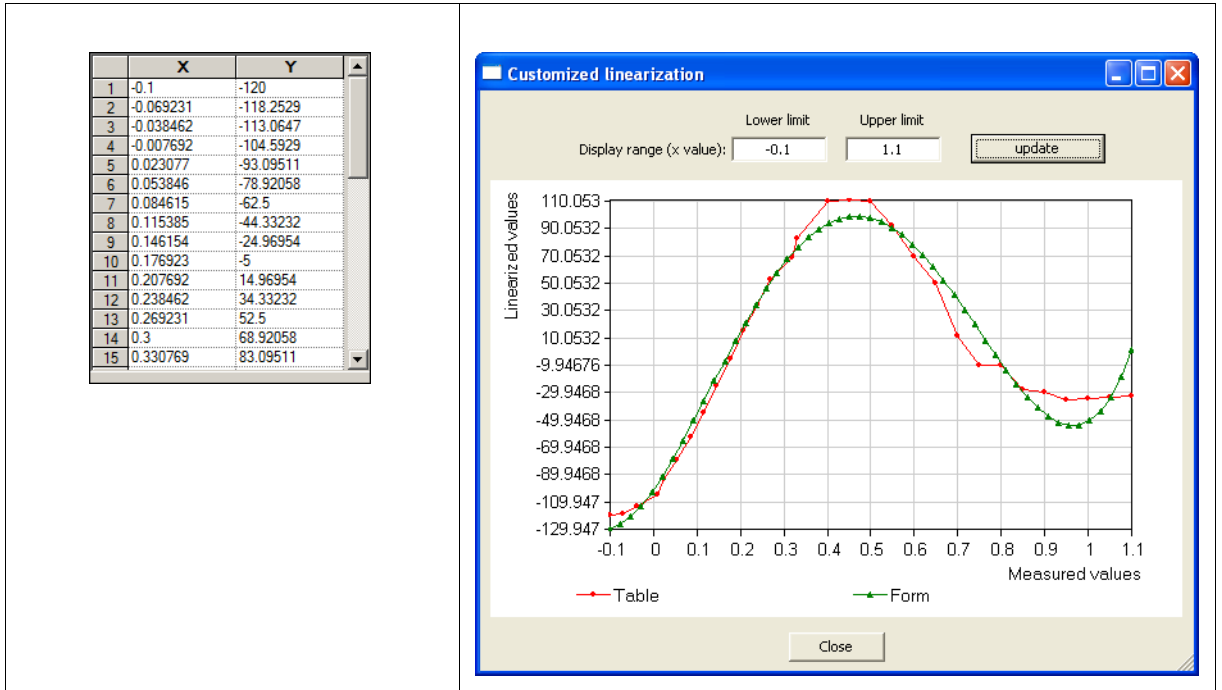 X Y
1 -0.1 -120
2 -0.069231 -118.2529
3 -0.038462 -113.0647
4 -0.007692 -104.5929
5 0.023077 -93.09511
6 0.053846 -78.92058
7 0.084615 -62.5
8 0.115385 -44.33232
9 0.146154 -24.96954
10 0.176923 -5
11 0.207692 14.96954
12 0.238462 34.33232
13 0.269231 52.5
14 0.3 68.92058
15 0.330769 83.09511
Customized linearization
Lower limit Upper limit
Display range (x value): -0.1 1.1 update
Linearized values
110.053
90.0532
70.0532
50.0532
30.0532
10.0532
-9.94676
-29.9468
-49.9468
-69.9468
-89.9468
-109.947
-129.947
-0.1 0 0.1 0.2 0.3 0.4 0.5 0.6 0.7 0.8 0.9 1 1.1
Measured values
Table Form
Close